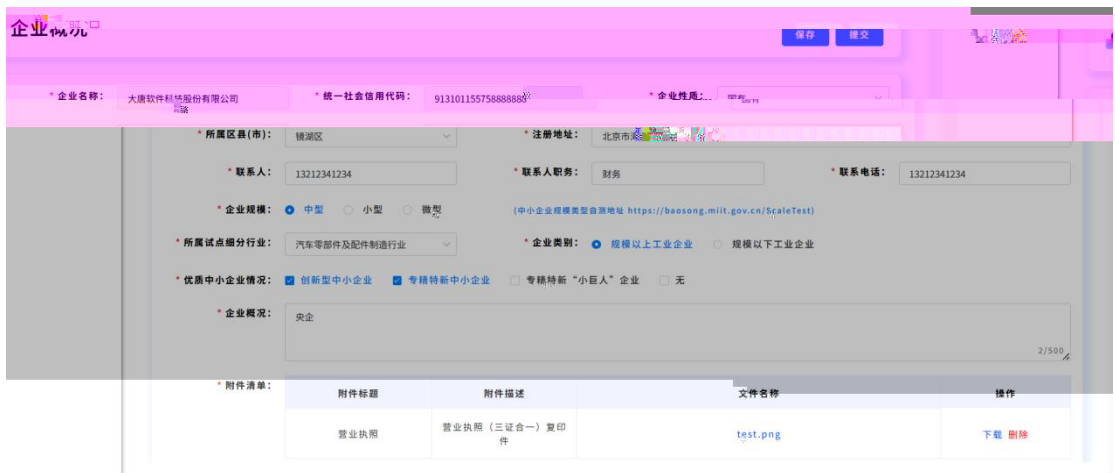 企业概况
保存 提交
* 企业名称： 大唐软件科技股份有限公司 * 统一社会信用代码： 913101155758888888 * 企业性质：
* 所属区县(市)： 镜湖区 * 注册地址： 北京市
* 联系人： 13212341234 * 联系人职务： 财务 * 联系电话： 13212341234
* 企业规模： 中型 小型 微型 (中小企业规模类型自测地址 https://baosong.miit.gov.cn/ScaleTest)
* 所属试点细分行业： 汽车零部件及配件制造行业 * 企业类别： 规模以上工业企业 规模以下工业企业
* 优质中小企业情况： 创新型中小企业 专精特新中小企业 专精特新“小巨人”企业 无
* 企业概况： 央企
2/500
* 附件清单： 附件标题 附件描述 文件名称 操作
营业执照 营业执照（三证合一）复印件 test.png 下载 删除